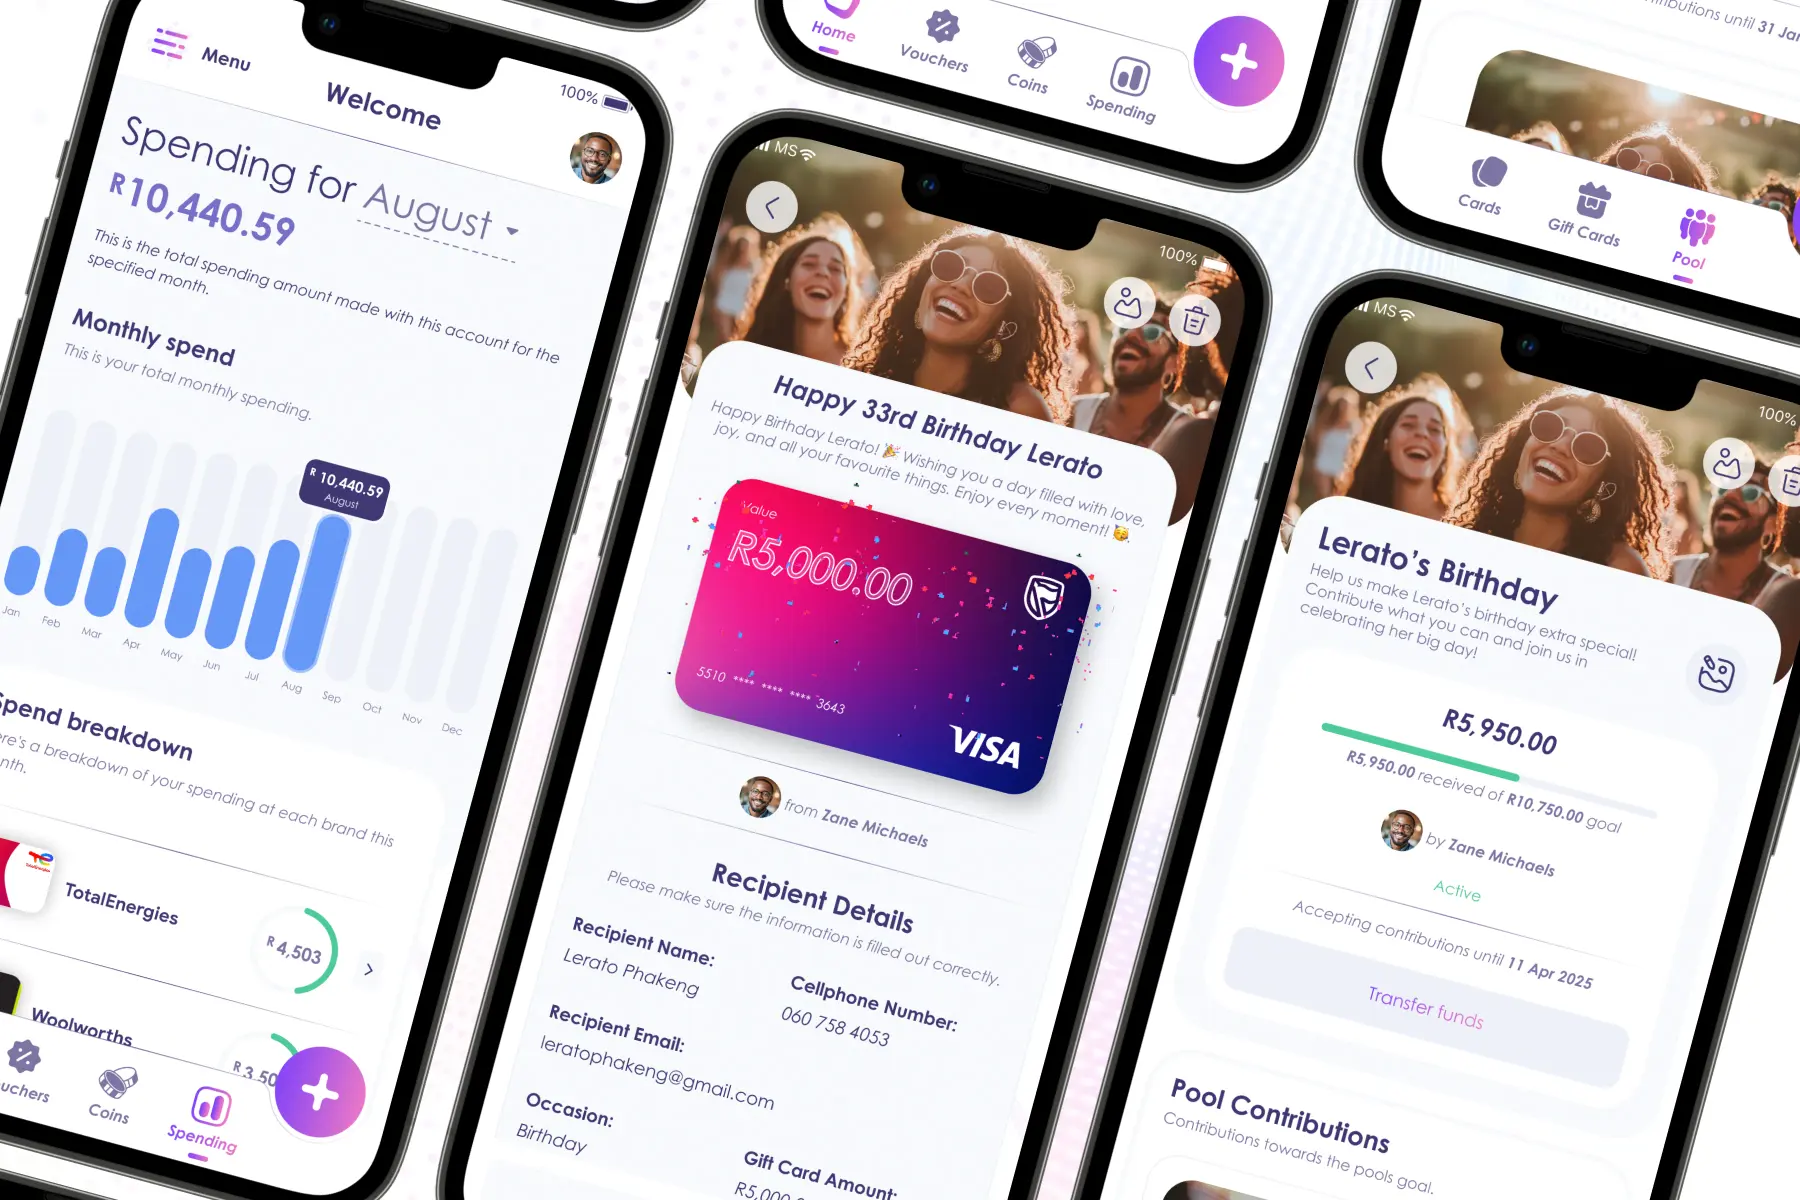 Menu
Welcome
100%
Spending for August
R10,440.59
This is the total spending amount made with this account for the
specified month.
Monthly spend
This is your total monthly spending.
R 10,440.59
August
Jan
Feb
Mar
Apr
May
Jun
Jul
Aug
Sep
Oct
Nov
Dec
Spend breakdown
ere's a breakdown of your spending at each brand this
nth.
TotalEnergies
TotalEnergies
R 4,503
Woolworths
R 3,50
uchers
Coins
Spending
Home
Vouchers
Coins
Spending
MS
100%
Happy 33rd Birthday Lerato
Happy Birthday Lerato! 🎉 Wishing you a day filled with love,
joy, and all your favourite things. Enjoy every moment! 🥳
Value
R5,000.00
5510 **** **** **** 3643
VISA
from Zane Michaels
Recipient Details
Please make sure the information is filled out correctly.
Recipient Name:
Lerato Phakeng
Cellphone Number:
060 758 4053
Recipient Email:
leratophakeng@gmail.com
Occasion:
Birthday
Gift Card Amount:
R5,000
ributions until 31 Jan
Cards
Gift Cards
Pool
MS
100%
Lerato's Birthday
Help us make Lerato's birthday extra special!
Contribute what you can and join us in
celebrating her big day!
R5,950.00
R5,950.00 received of R10,750.00 goal
by Zane Michaels
Active
Accepting contributions until 11 Apr 2025
Transfer funds
Pool Contributions
Contributions towards the pools goal.